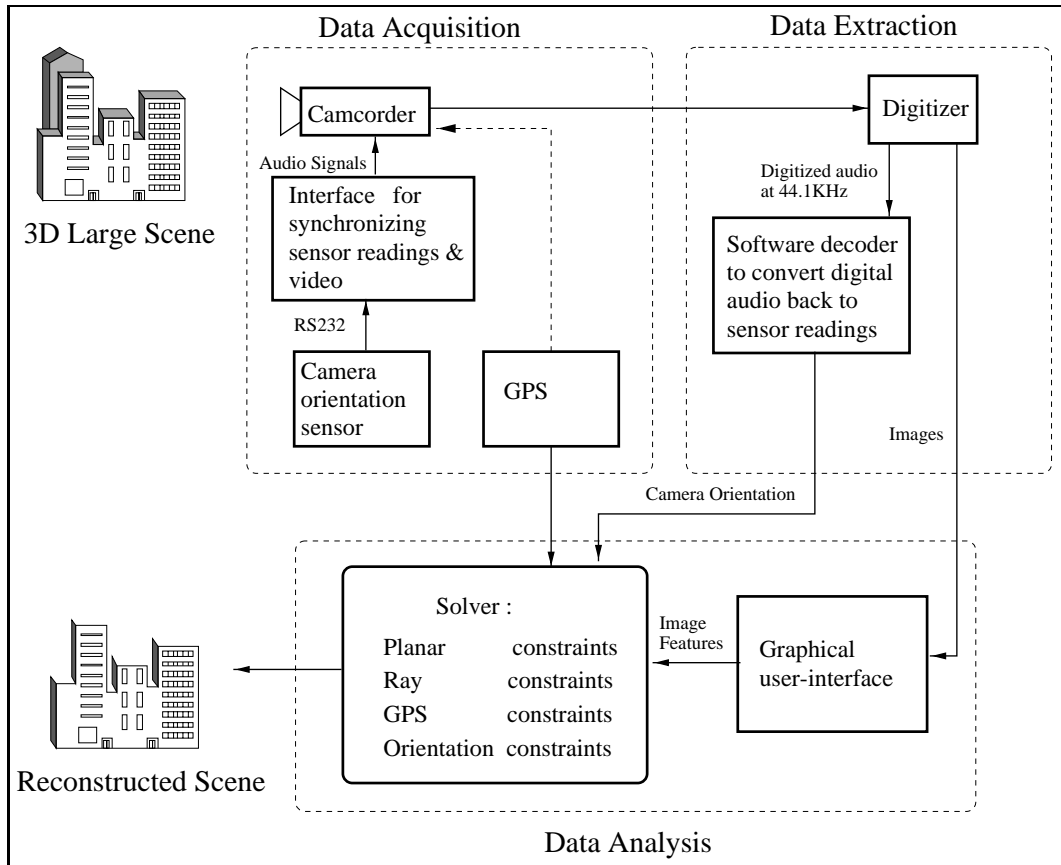 Data Acquisition
Data Extraction
Camcorder
Digitizer
Audio Signals
Digitized audio
at 44.1KHz
Interface for
synchronizing
sensor readings &
video
3D Large Scene
Software decoder
to convert digital
audio back to
sensor readings
RS232
Camera
orientation
sensor
GPS
Images
Camera Orientation
Solver :
Planar constraints
Ray constraints
GPS constraints
Orientation constraints
Image
Features
Graphical
user-interface
Reconstructed Scene
Data Analysis